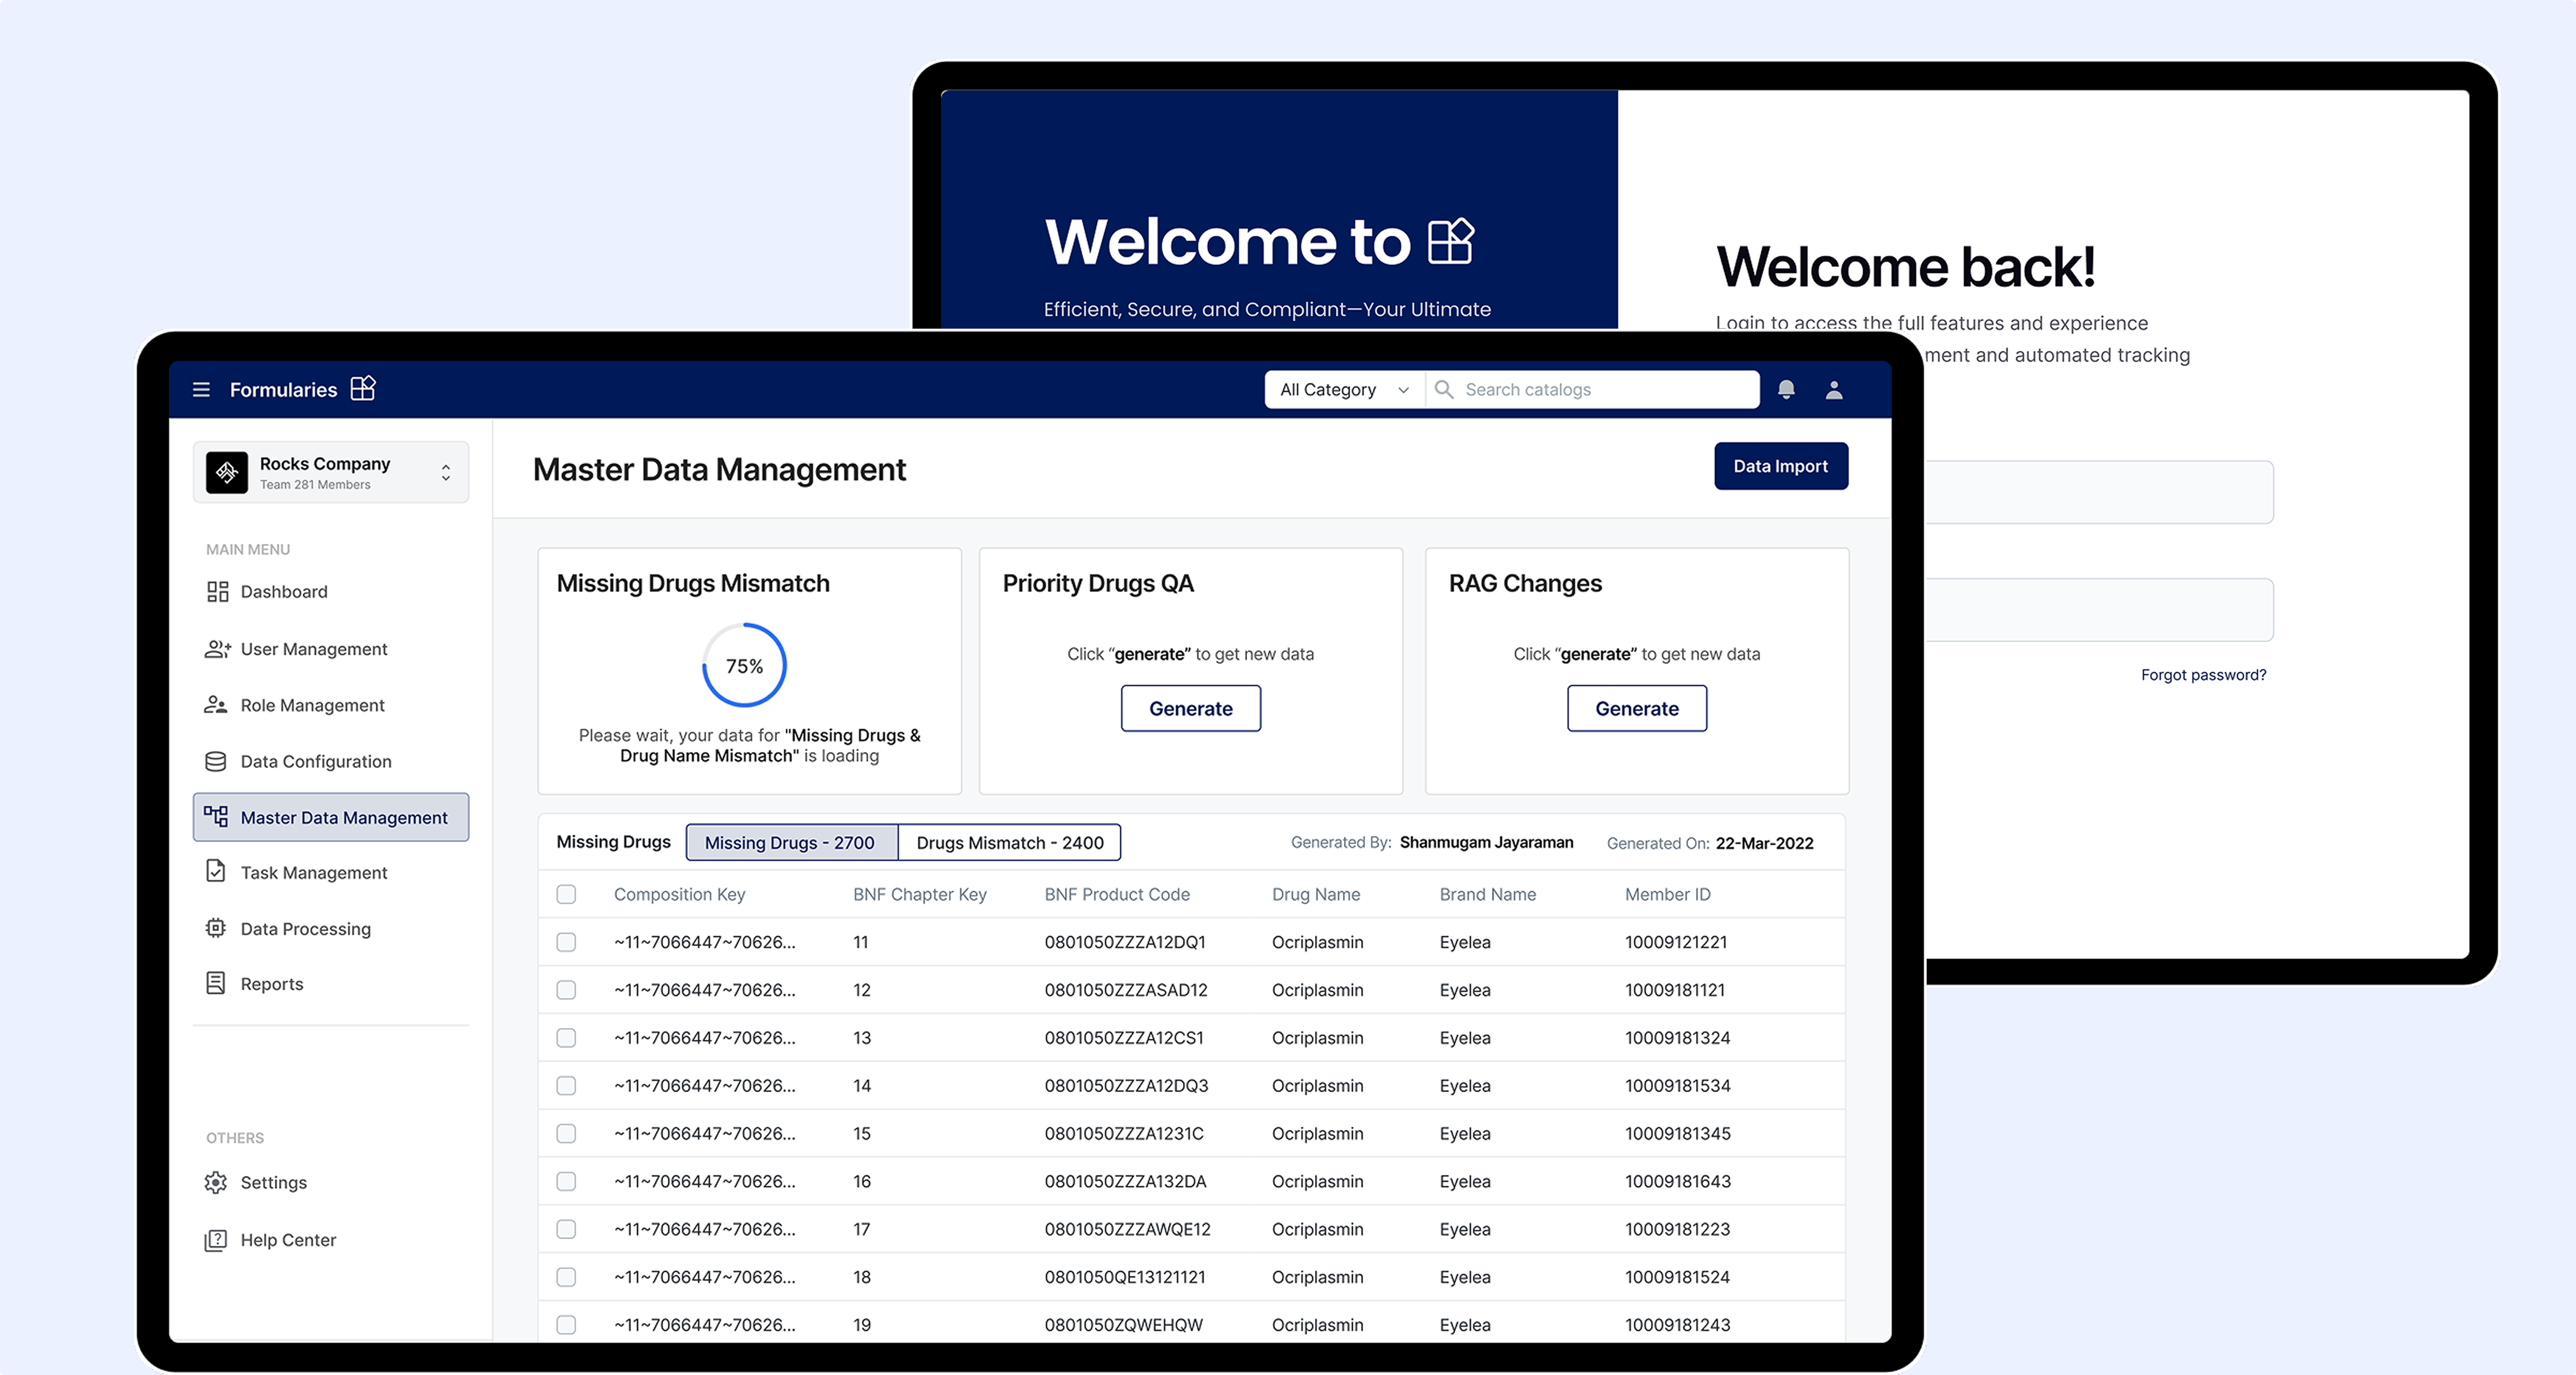 Welcome to
Efficient, Secure, and Compliant—Your Ultimate
Welcome back!
Login to access the full features and experience
ment and automated tracking
Forgot password?
Formularies
All Category
Search catalogs
Rocks Company
Team 281 Members
MAIN MENU
Dashboard
User Management
Role Management
Data Configuration
Master Data Management
Task Management
Data Processing
Reports
OTHERS
Settings
Help Center
Master Data Management
Data Import
Missing Drugs Mismatch
75%
Please wait, your data for "Missing Drugs &
Drug Name Mismatch" is loading
Priority Drugs QA
Click “generate” to get new data
Generate
RAG Changes
Click “generate” to get new data
Generate
Missing Drugs Missing Drugs - 2700 Drugs Mismatch - 2400 Generated By: Shanmugam Jayaraman Generated On: 22-Mar-2022
Composition Key BNF Chapter Key BNF Product Code Drug Name Brand Name Member ID
~11~7066447~70626... 11 0801050ZZZA12DQ1 Ocriplasmin Eyelea 10009121221
~11~7066447~70626... 12 0801050ZZZASAD12 Ocriplasmin Eyelea 10009181121
~11~7066447~70626... 13 0801050ZZZA12CS1 Ocriplasmin Eyelea 10009181324
~11~7066447~70626... 14 0801050ZZZA12DQ3 Ocriplasmin Eyelea 10009181534
~11~7066447~70626... 15 0801050ZZZA1231C Ocriplasmin Eyelea 10009181345
~11~7066447~70626... 16 0801050ZZZA132DA Ocriplasmin Eyelea 10009181643
~11~7066447~70626... 17 0801050ZZZAWQE12 Ocriplasmin Eyelea 10009181223
~11~7066447~70626... 18 0801050QE13121121 Ocriplasmin Eyelea 10009181524
~11~7066447~70626... 19 0801050ZQWEHQW Ocriplasmin Eyelea 10009181243